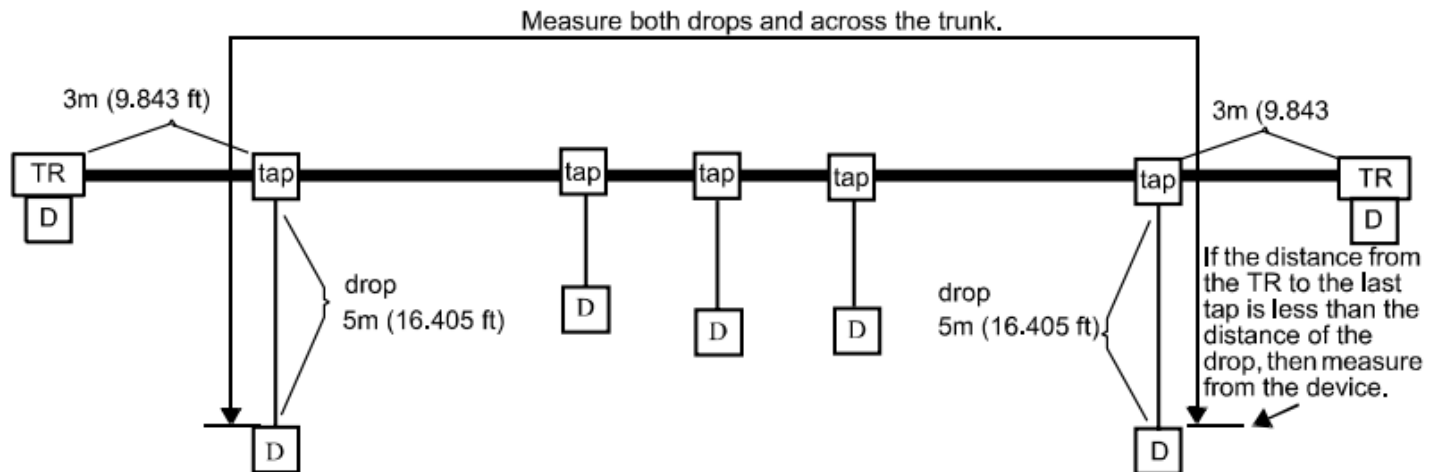 Measure both drops and across the trunk.
3m (9.843 ft)
3m (9.843
TR
tap
tap
tap
tap
tap
TR
D
D
drop
5m (16.405 ft)
D
D
D
drop
5m (16.405 ft)
If the distance from
the TR to the last
tap is less than the
distance of the
drop, then measure
from the device.
D
D